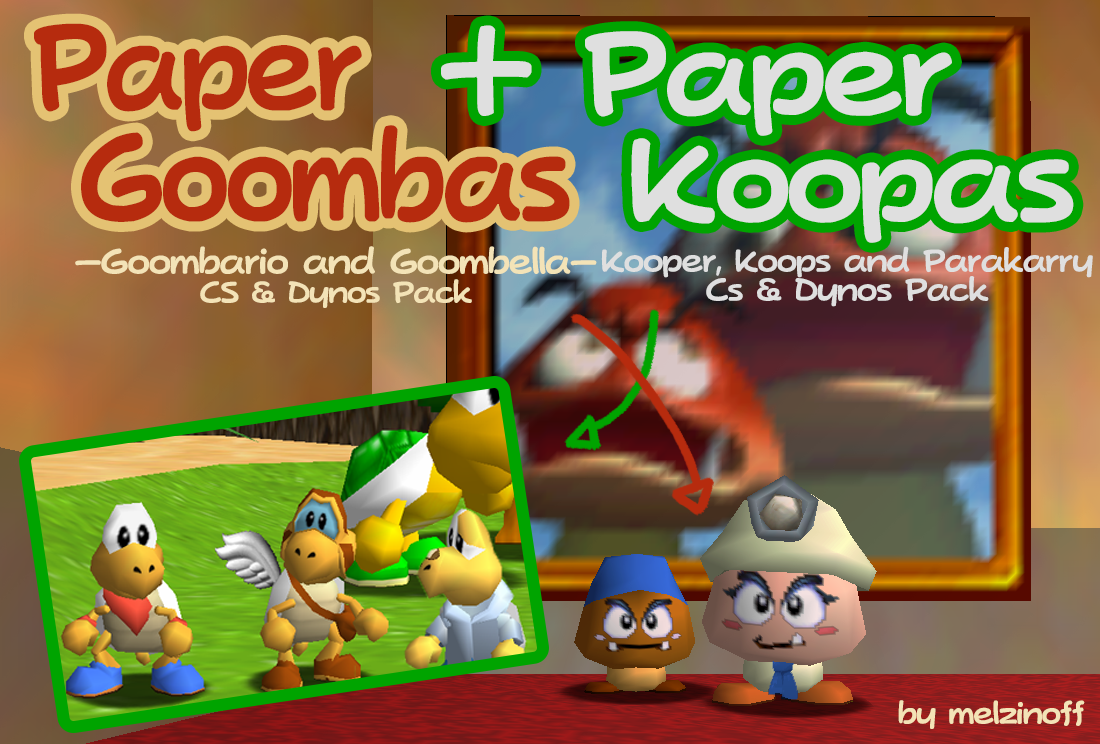 Paper + Paper
Goombas Koopas
-Goombario and Goombella-Kooper, Koops and Parakarry
CS & Dynos Pack Cs & Dynos Pack
by melzinoff